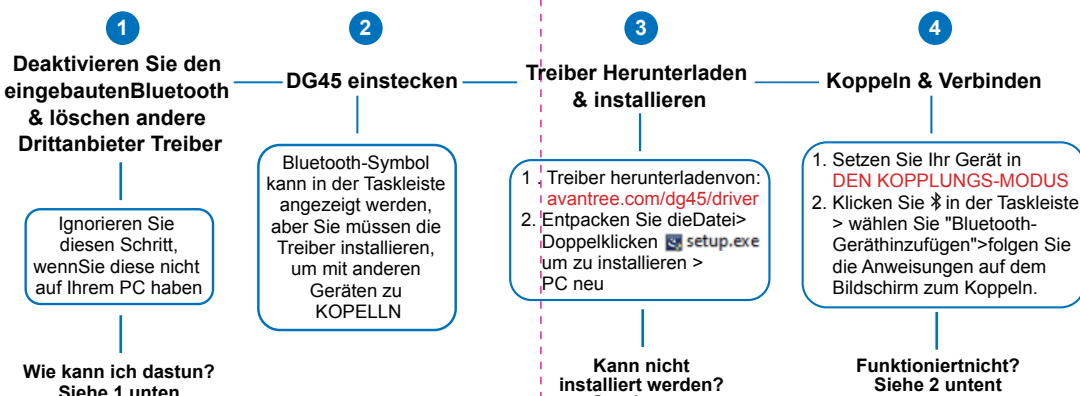 1
Deaktivieren Sie den
eingebautenBluetooth
& löschen andere
Drittanbieter Treiber
Ignorieren Sie
diesen Schritt,
wennSie diese nicht
auf Ihrem PC haben
Wie kann ich dastun?
Siehe 1 unten
2
DG45 einstecken
Bluetooth-Symbol
kann in der Taskleiste
angezeigt werden,
aber Sie müssen die
Treiber installieren,
um mit anderen
Geräten zu
KOPELLN
3
Treiber Herunterladen
& installieren
1 . Treiber herunterladenvon:
avantree.com/dg45/driver
2. Entpacken Sie dieDatei>
Doppelklicken setup.exe
um zu installieren >
PC neu
Kann nicht
installiert werden?
4
Koppeln & Verbinden
1. Setzen Sie Ihr Gerät in
DEN KOPPLUNGS-MODUS
2. Klicken Sie in der Taskleiste
> wählen Sie "Bluetooth-
Geräthinzufügen">folgen Sie
die Anweisungen auf dem
Bildschirm zum Koppeln.
Funktioniertnicht?
Siehe 2 untent